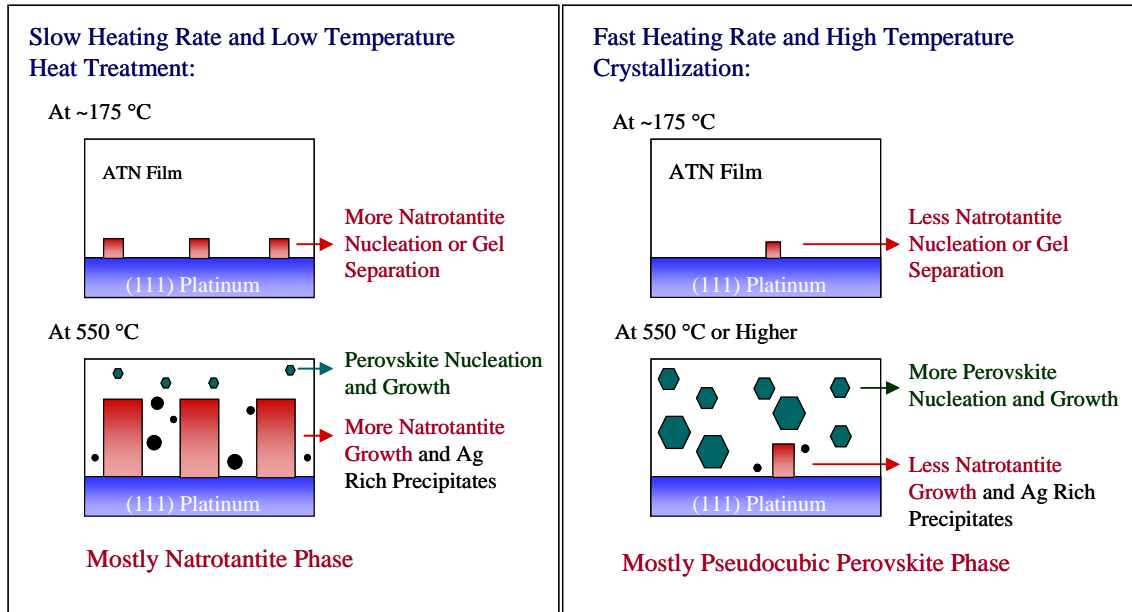 Slow Heating Rate and Low Temperature
Heat Treatment:
At ~175 °C
ATN Film
More Natrotantite
Nucleation or Gel
Separation
(111) Platinum
At 550 °C
Perovskite Nucleation
and Growth
More Natrotantite
Growth and Ag
Rich Precipitates
(111) Platinum
Mostly Natrotantite Phase
Fast Heating Rate and High Temperature
Crystallization:
At ~175 °C
ATN Film
Less Natrotantite
Nucleation or Gel
Separation
(111) Platinum
At 550 °C or Higher
More Perovskite
Nucleation and Growth
Less Natrotantite
Growth and Ag Rich
Precipitates
(111) Platinum
Mostly Pseudocubic Perovskite Phase